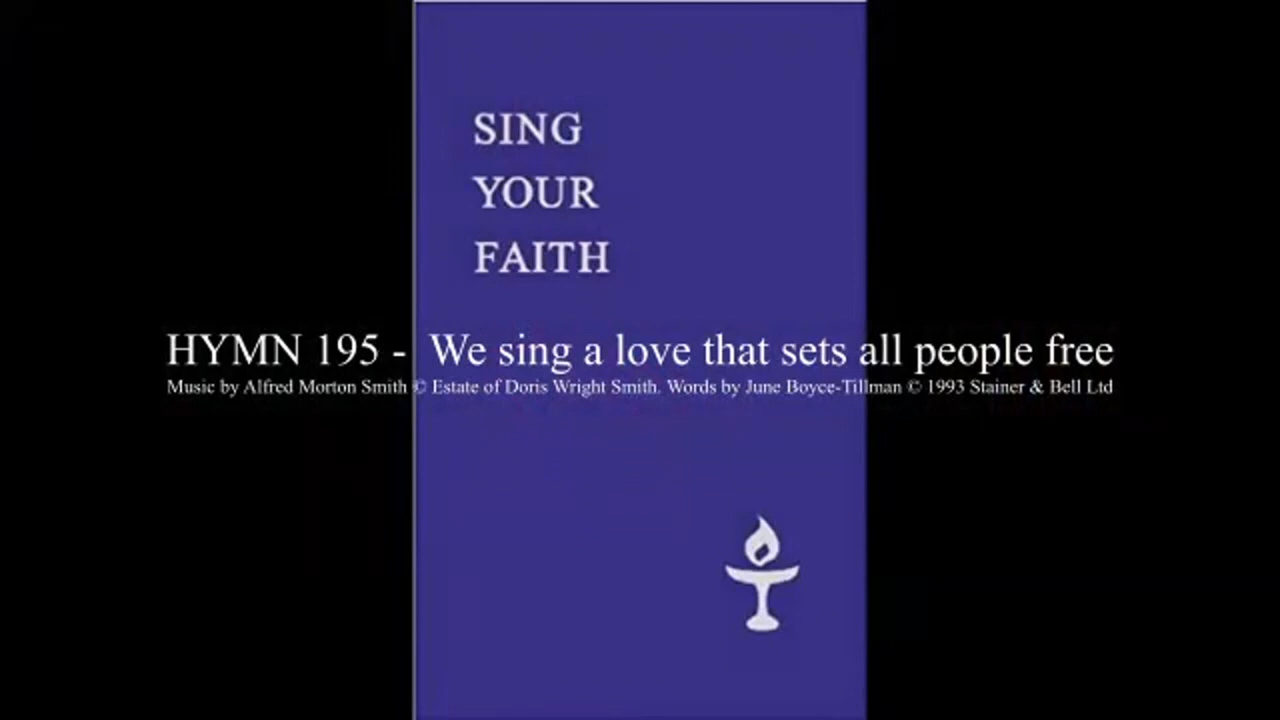 SING
YOUR
FAITH
HYMN 195 - We sing a love that sets all people free
Music by Alfred Morton Smith © Estate of Doris Wright Smith. Words by June Boyce-Tillman © 1993 Stainer & Bell Ltd